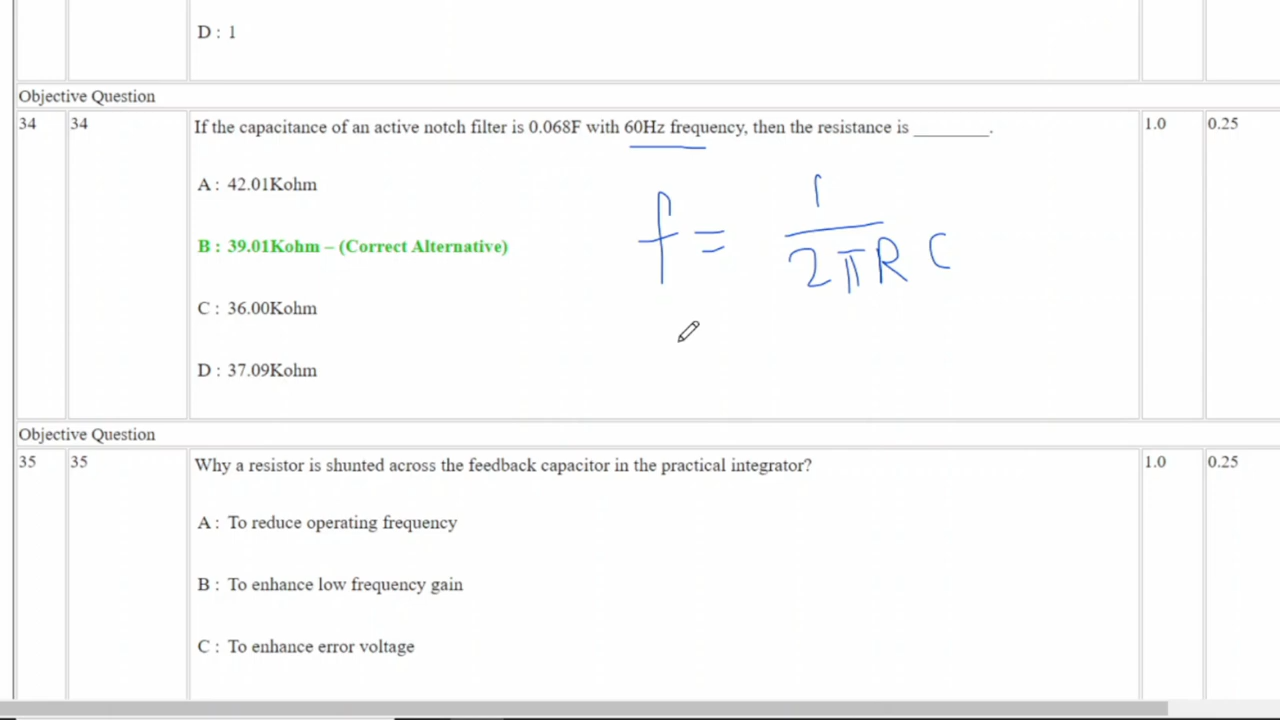 D : 1
Objective Question
34 34 If the capacitance of an active notch filter is 0.068F with 60Hz frequency, then the resistance is ________. 1.0 0.25
A : 42.01Kohm
B : 39.01Kohm – (Correct Alternative)
C : 36.00Kohm
D : 37.09Kohm
f = 1 / 2πRC
Objective Question
35 35 Why a resistor is shunted across the feedback capacitor in the practical integrator? 1.0 0.25
A : To reduce operating frequency
B : To enhance low frequency gain
C : To enhance error voltage